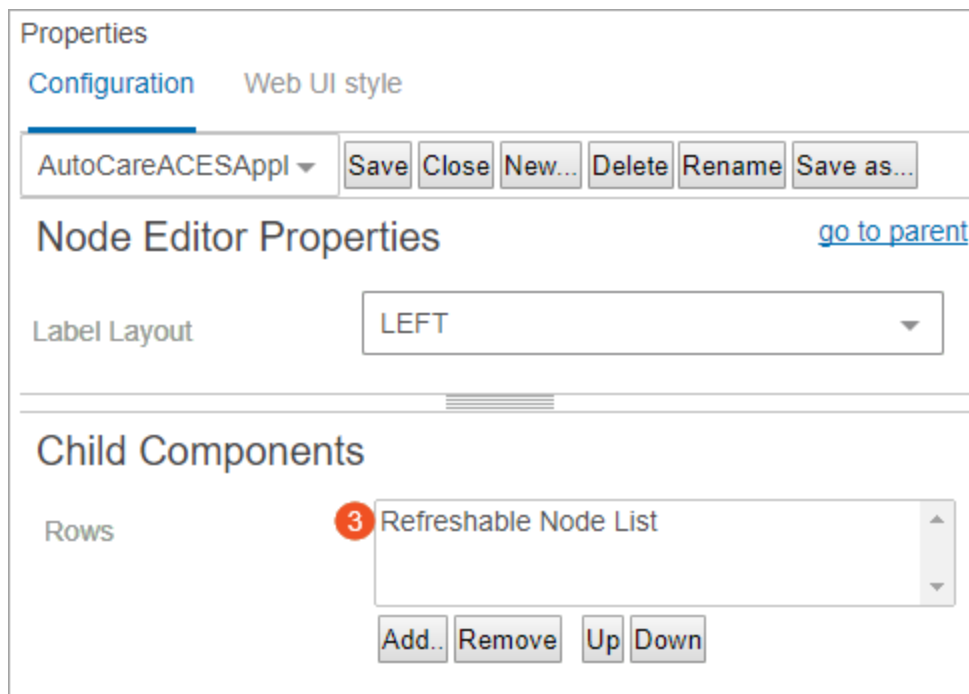 Properties
Configuration Web UI style
AutoCareACESAppl Save Close New... Delete Rename Save as...
Node Editor Properties go to parent
Label Layout LEFT
Child Components
Rows 3 Refreshable Node List
Add.. Remove Up Down